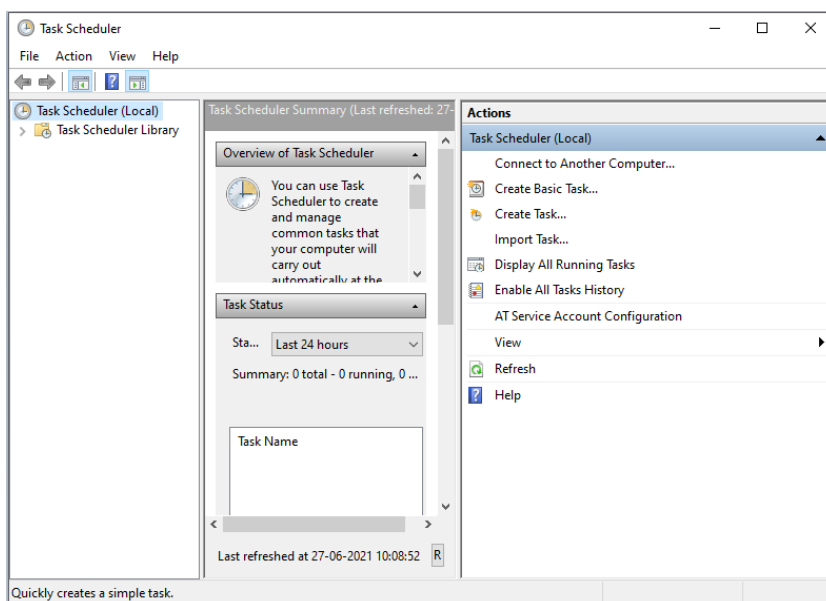 Task Scheduler
File Action View Help
Task Scheduler (Local)
Task Scheduler Library
Task Scheduler Summary (Last refreshed: 27-
Overview of Task Scheduler
You can use Task
Scheduler to create
and manage
common tasks that
your computer will
carry out
automatically at the
Task Status
Sta... Last 24 hours
Summary: 0 total - 0 running, 0 ...
Task Name
Last refreshed at 27-06-2021 10:08:52 R
Actions
Task Scheduler (Local)
Connect to Another Computer...
Create Basic Task...
Create Task...
Import Task...
Display All Running Tasks
Enable All Tasks History
AT Service Account Configuration
View
Refresh
Help
Quickly creates a simple task.